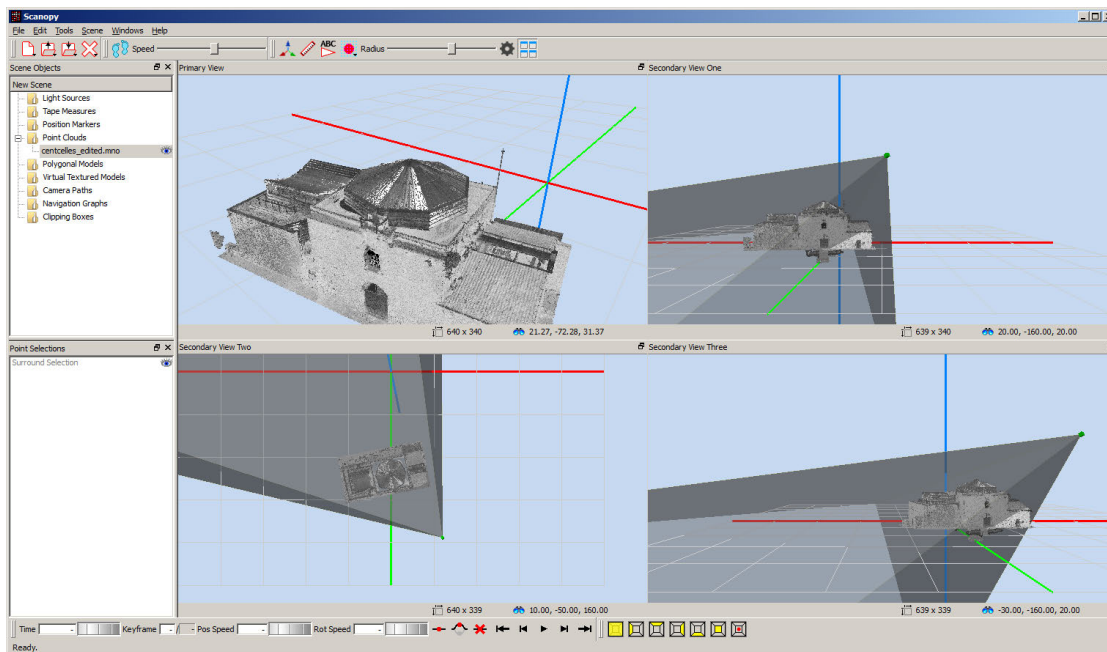 Scanopy
File Edit Tools Scene Windows Help
Speed ABC Radius
Scene Objects
New Scene
Light Sources
Tape Measures
Position Markers
Point Clouds
centcelles_edited.mno
Polygonal Models
Virtual Textured Models
Camera Paths
Navigation Graphs
Clipping Boxes
Primary View
640 x 340 21.27, -72.28, 31.37
Secondary View One
639 x 340 20.00, -160.00, 20.00
Point Selections
Surround Selection
Secondary View Two
640 x 339 10.00, -50.00, 160.00
Secondary View Three
639 x 339 -30.00, -160.00, 20.00
Time - Keyframe - / - Pos Speed - Rot Speed -
Ready.